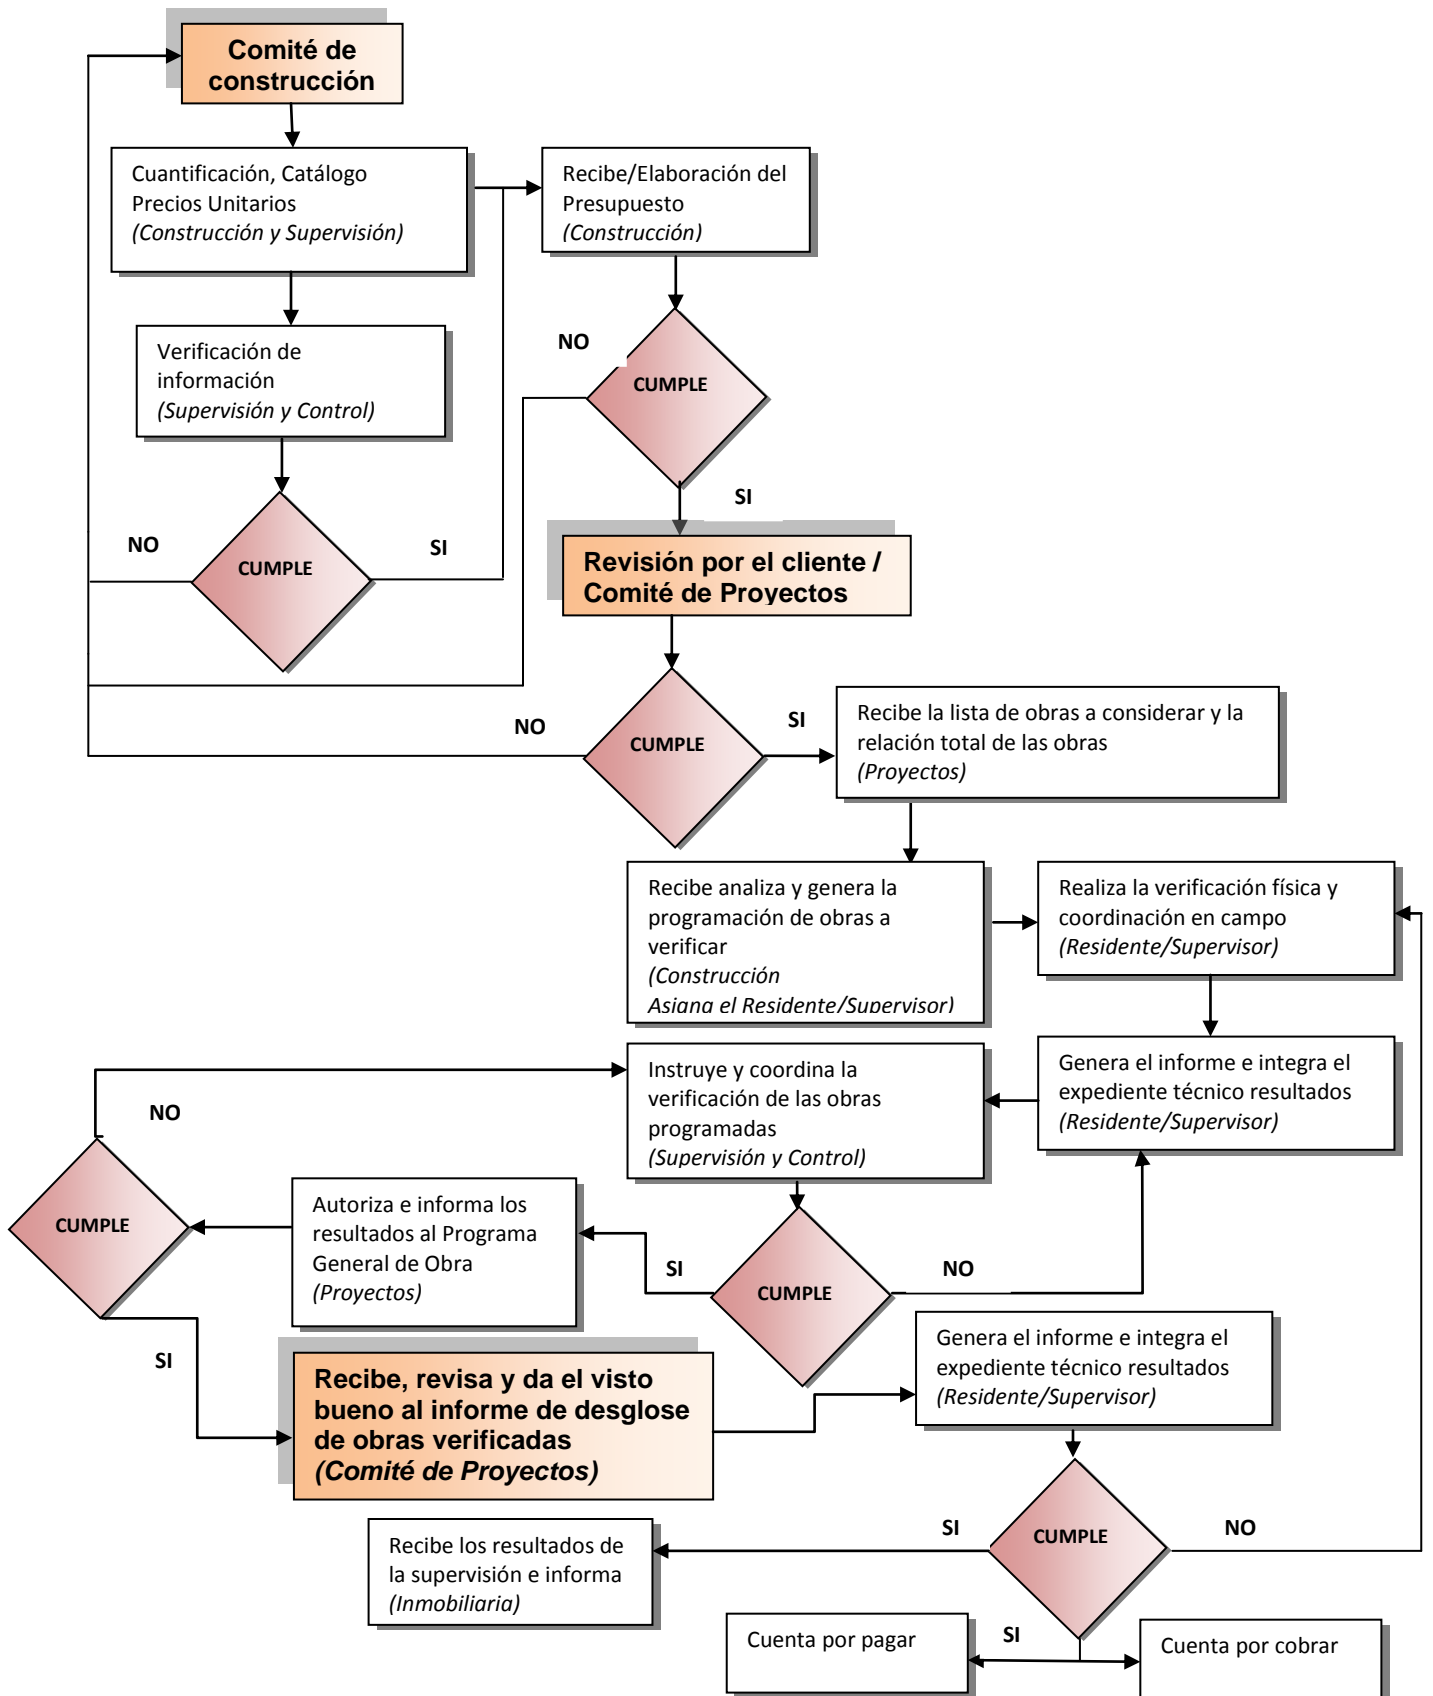 Comité de
construcción
Cuantificación, Catálogo
Precios Unitarios
(Construcción y Supervisión)
Recibe/Elaboración del
Presupuesto
(Construcción)
Verificación de
información
(Supervisión y Control)
NO
CUMPLE
SI
NO
CUMPLE
SI
Revisión por el cliente /
Comité de Proyectos
NO
CUMPLE
SI
Recibe la lista de obras a considerar y la
relación total de las obras
(Proyectos)
Recibe analiza y genera la
programación de obras a
verificar
(Construcción
Asigna el Residente/Supervisor)
Realiza la verificación física y
coordinación en campo
(Residente/Supervisor)
Genera el informe e integra el
expediente técnico resultados
(Residente/Supervisor)
Instruye y coordina la
verificación de las obras
programadas
(Supervisión y Control)
NO
CUMPLE
SI
Autoriza e informa los
resultados al Programa
General de Obra
(Proyectos)
SI
CUMPLE
NO
Recibe, revisa y da el visto
bueno al informe de desglose
de obras verificadas
(Comité de Proyectos)
Genera el informe e integra el
expediente técnico resultados
(Residente/Supervisor)
SI
CUMPLE
NO
Recibe los resultados de
la supervisión e informa
(Inmobiliaria)
Cuenta por pagar
SI
Cuenta por cobrar